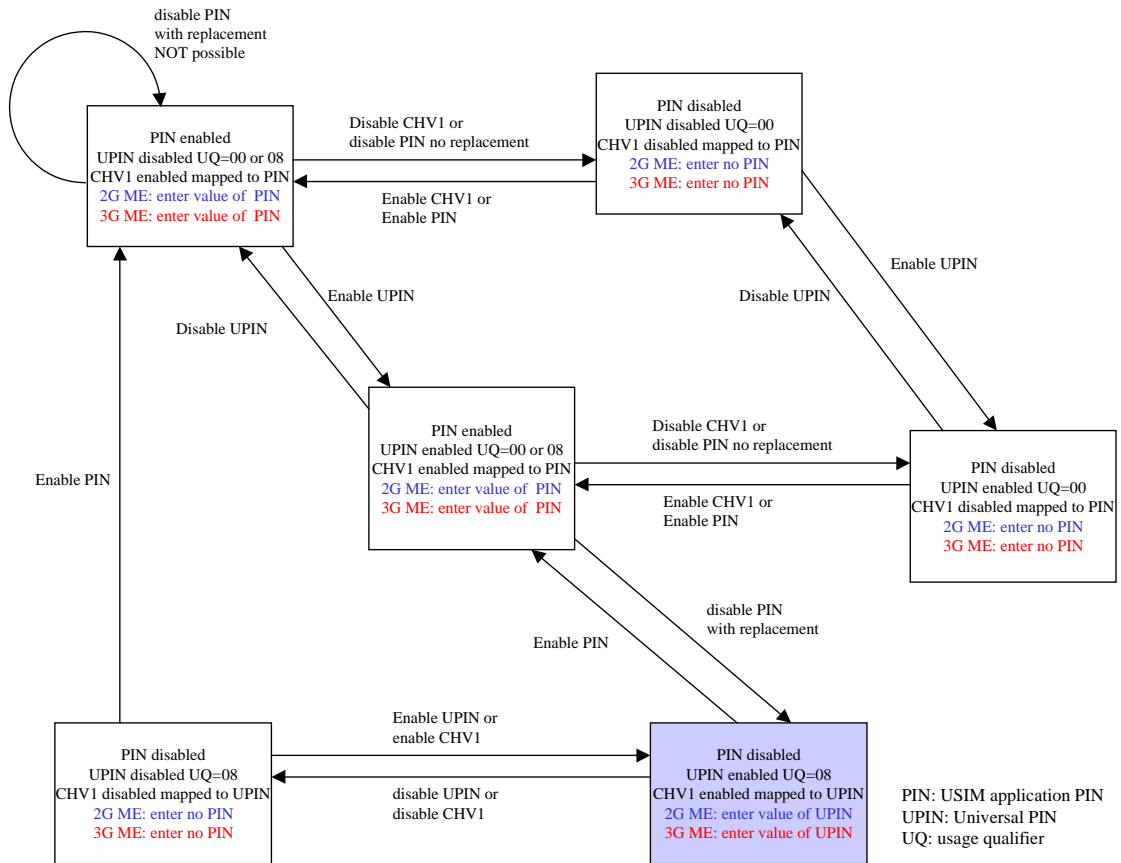 disable PIN
with replacement
NOT possible
PIN enabled
UPIN disabled UQ=00 or 08
CHV1 enabled mapped to PIN
2G ME: enter value of  PIN
3G ME: enter value of  PIN
Disable CHV1 or
disable PIN no replacement
Enable CHV1 or
Enable PIN
PIN disabled
UPIN disabled UQ=00
CHV1 disabled mapped to PIN
2G ME: enter no PIN
3G ME: enter no PIN
Enable UPIN
Disable UPIN
Enable UPIN
Disable UPIN
PIN enabled
UPIN enabled UQ=00 or 08
CHV1 enabled mapped to PIN
2G ME: enter value of  PIN
3G ME: enter value of  PIN
Disable CHV1 or
disable PIN no replacement
Enable CHV1 or
Enable PIN
PIN disabled
UPIN enabled UQ=00
CHV1 disabled mapped to PIN
2G ME: enter no PIN
3G ME: enter no PIN
Enable PIN
disable PIN
with replacement
Enable PIN
PIN disabled
UPIN disabled UQ=08
CHV1 disabled mapped to UPIN
2G ME: enter no PIN
3G ME: enter no PIN
Enable UPIN or
enable CHV1
disable UPIN or
disable CHV1
PIN disabled
UPIN enabled UQ=08
CHV1 enabled mapped to UPIN
2G ME: enter value of UPIN
3G ME: enter value of UPIN
PIN: USIM application PIN
UPIN: Universal PIN
UQ: usage qualifier